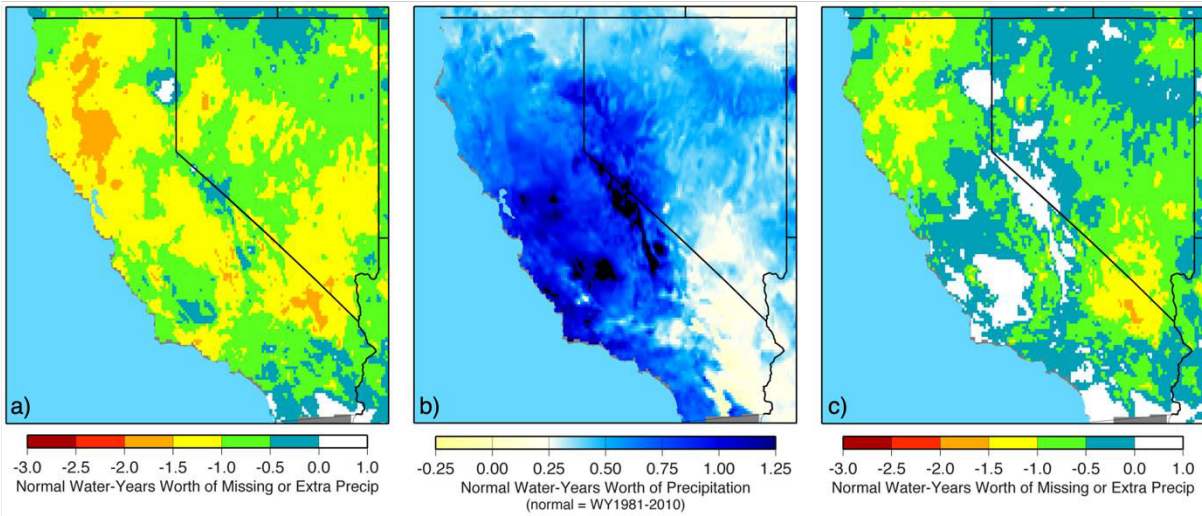 a)
b)
c)
-3.0 -2.5 -2.0 -1.5 -1.0 -0.5 0.0 1.0
Normal Water-Years Worth of Missing or Extra Precip
-0.25 0.00 0.25 0.50 0.75 1.00 1.25
Normal Water-Years Worth of Precipitation
(normal = WY1981-2010)
-3.0 -2.5 -2.0 -1.5 -1.0 -0.5 0.0 1.0
Normal Water-Years Worth of Missing or Extra Precip